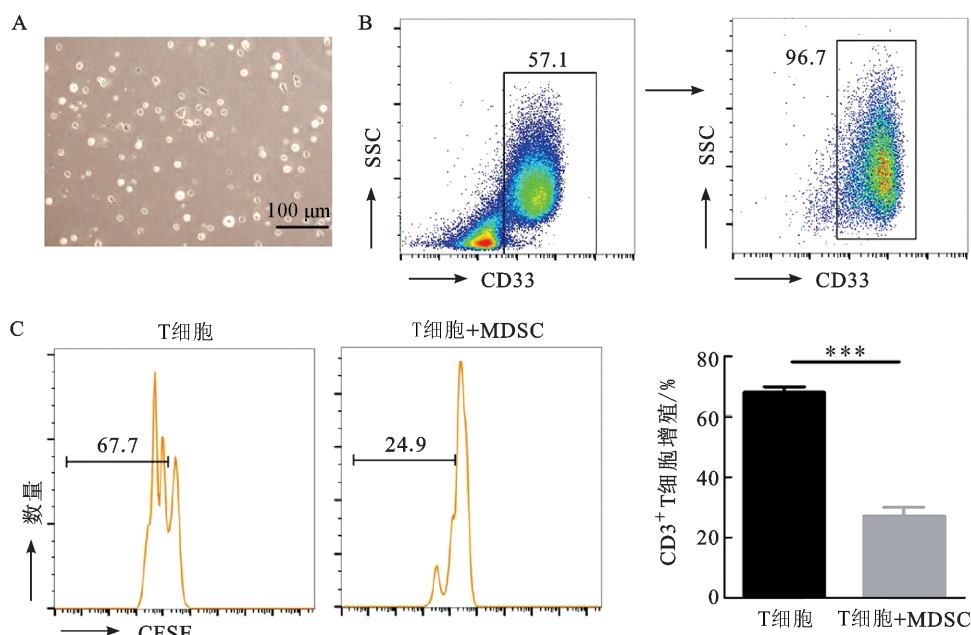 A
100 μm
B
57.1
SSC
CD33
96.7
SSC
CD33
C
T细胞
67.7
数量
CFSE
T细胞+MDSC
24.9
***
CD3+ T细胞增殖/%
80
60
40
20
0
T细胞
T细胞+MDSC